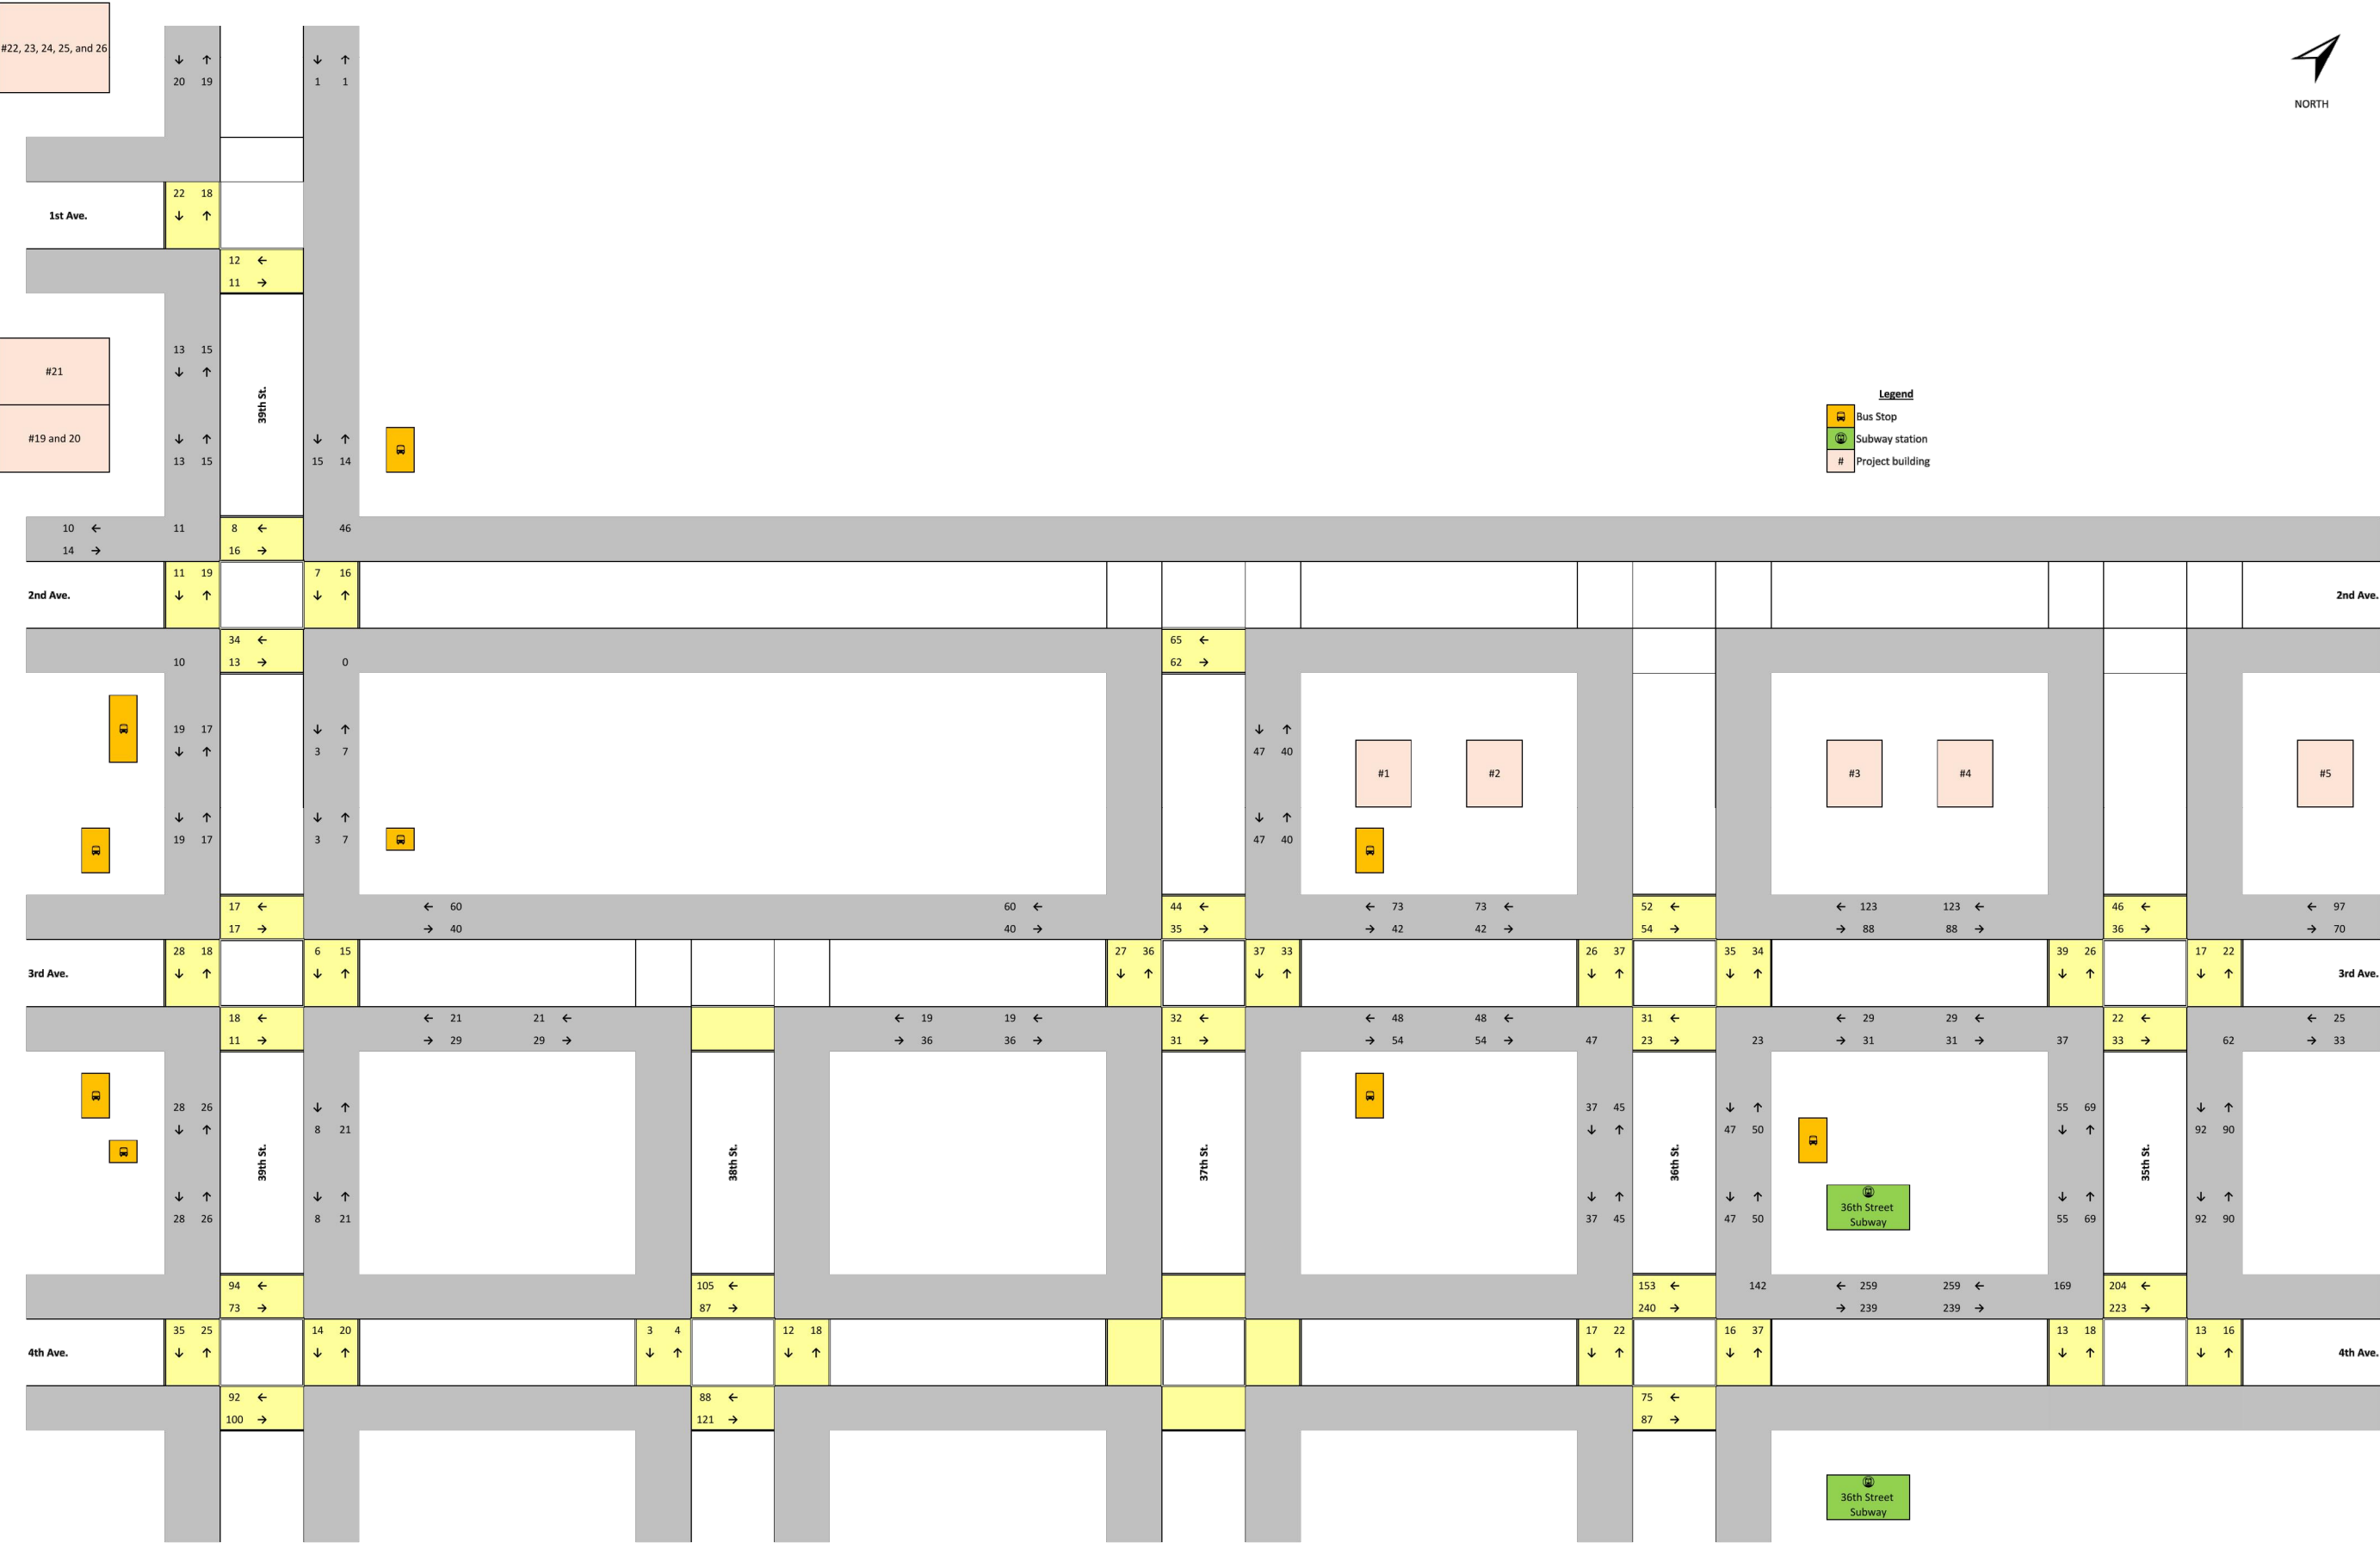 #22, 23, 24, 25, and 26
↓ ↑ ↓ ↑
20 19 1 1
NORTH
22 18
1st Ave. ↓ ↑
12 ←
11 →
13 15
#21 ↓ ↑
39th St.
Legend
Bus Stop
#19 and 20 ↓ ↑ ↓ ↑ Subway station
13 15 15 14 # Project building
10 ← 11 8 ← 46
14 → 16 →
11 19 7 16
2nd Ave. ↓ ↑ ↓ ↑ 2nd Ave.
34 ← 65 ←
10 13 → 0 62 →
19 17 ↓ ↑ ↓ ↑
↓ ↑ 3 7 47 40
#1 #2 #3 #4 #5
↓ ↑ ↓ ↑ ↓ ↑
19 17 3 7 47 40
17 ← ← 60 60 ← 44 ← ← 73 73 ← 52 ← ← 123 123 ← 46 ← ← 97
17 → → 40 40 → 35 → → 42 42 → 54 → → 88 88 → 36 → → 70
28 18 6 15 27 36 37 33 26 37 35 34 39 26 17 22
3rd Ave. ↓ ↑ ↓ ↑ ↓ ↑ ↓ ↑ ↓ ↑ ↓ ↑ ↓ ↑ ↓ ↑ 3rd Ave.
18 ← ← 21 21 ← ← 19 19 ← 32 ← ← 48 48 ← 31 ← ← 29 29 ← 22 ← ← 25
11 → → 29 29 → → 36 36 → 31 → → 54 54 → 47 23 → 23 → 31 31 → 37 33 → 62 → 33
28 26 ↓ ↑ 37 45 ↓ ↑ 55 69 ↓ ↑
↓ ↑ 8 21 ↓ ↑ 47 50 ↓ ↑ 92 90
39th St. 38th St. 37th St. 36th St. 35th St.
↓ ↑ ↓ ↑ ↓ ↑ ↓ ↑ ↓ ↑ ↓ ↑
36th Street
Subway
28 26 8 21 37 45 47 50 55 69 92 90
94 ← 105 ← 153 ← 142 ← 259 259 ← 169 204 ←
73 → 87 → 240 → → 239 239 → 223 →
35 25 14 20 3 4 12 18 17 22 16 37 13 18 13 16
4th Ave. ↓ ↑ ↓ ↑ ↓ ↑ ↓ ↑ ↓ ↑ ↓ ↑ ↓ ↑ ↓ ↑ 4th Ave.
92 ← 88 ← 75 ←
100 → 121 → 87 →
36th Street
Subway